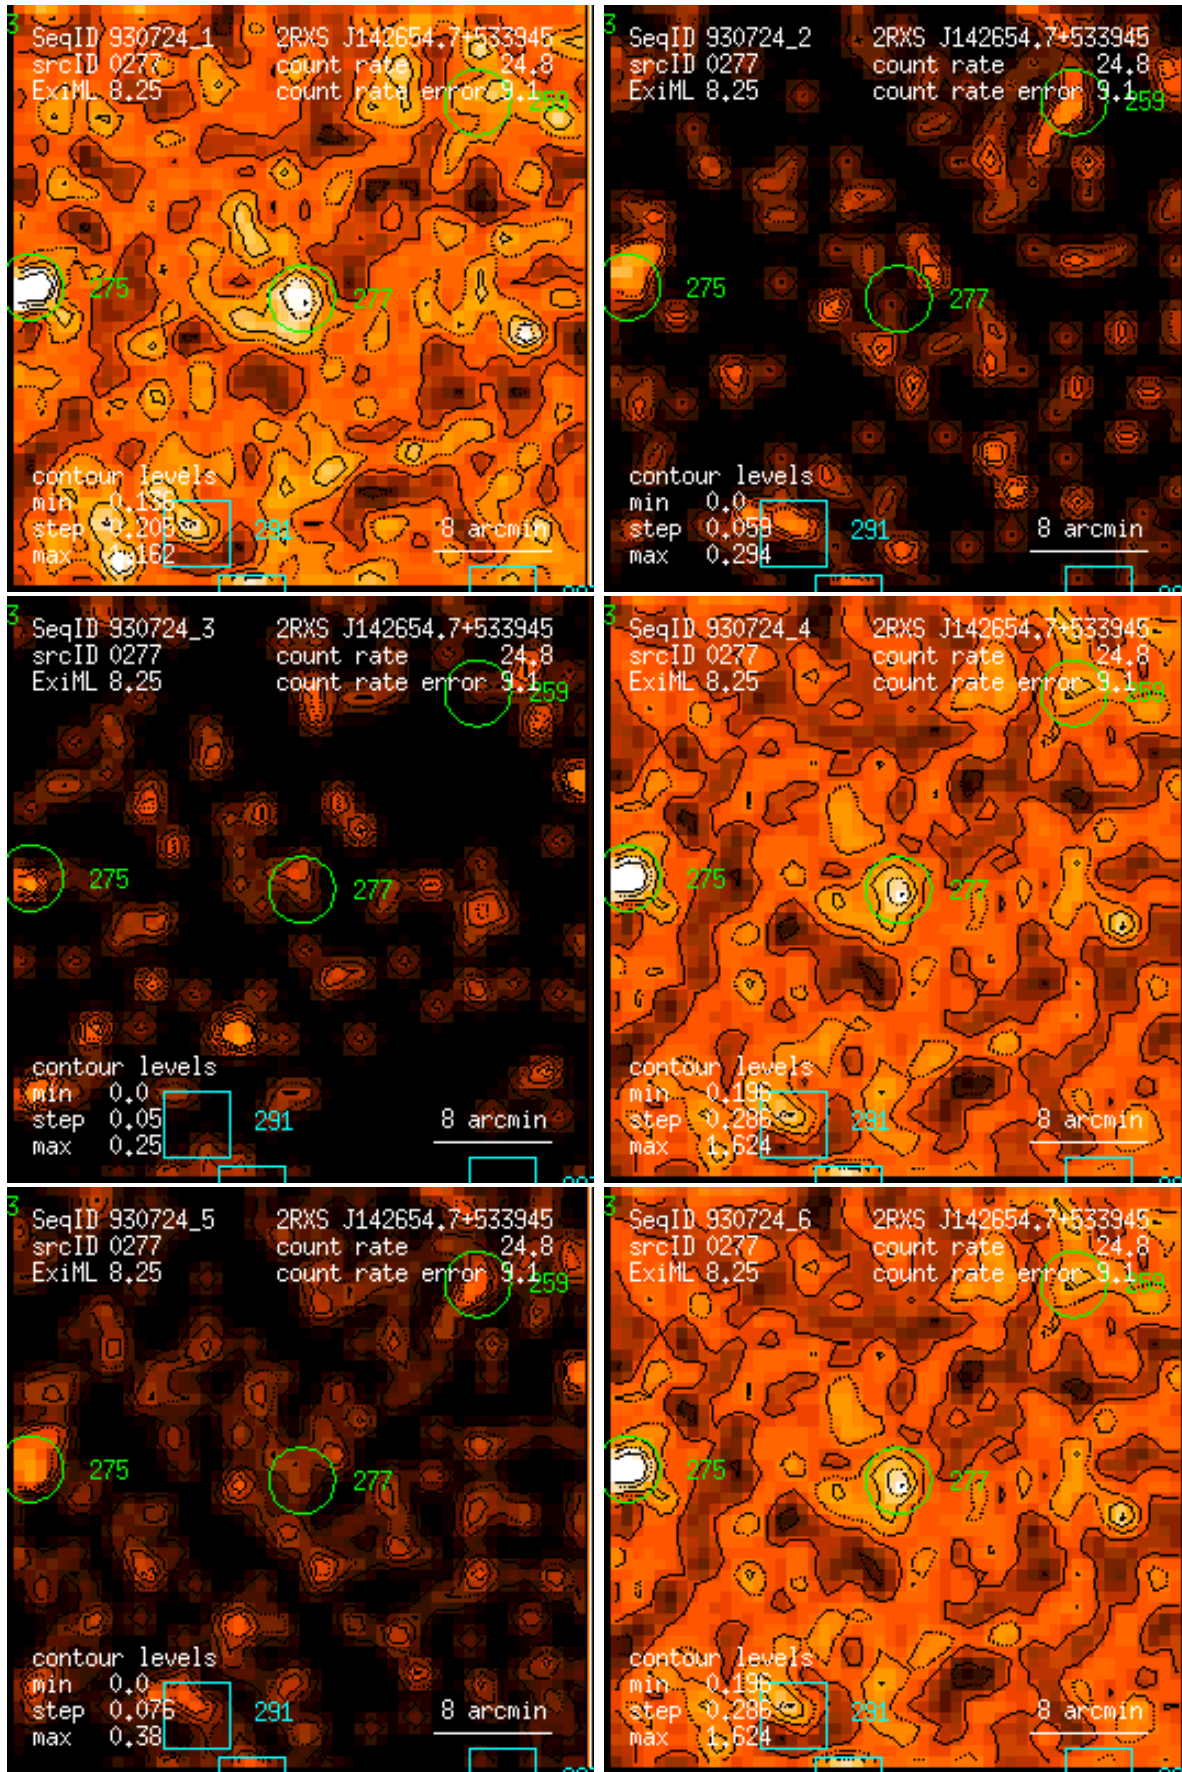 3
SeqID 930724_1 2RXS J142654.7+533945
srcID 0277 count rate 24.8
ExiML 8.25 count rate error 9.1
259
275
277
contour levels
min 0.136
step 0.205 291 8 arcmin
max 1.162
3
SeqID 930724_2 2RXS J142654.7+533945
srcID 0277 count rate 24.8
ExiML 8.25 count rate error 9.1
259
275
277
contour levels
min 0.0
step 0.059 291 8 arcmin
max 0.294
3
SeqID 930724_3 2RXS J142654.7+533945
srcID 0277 count rate 24.8
ExiML 8.25 count rate error 9.1
259
275
277
contour levels
min 0.0
step 0.05 291 8 arcmin
max 0.25
3
SeqID 930724_4 2RXS J142654.7+533945
srcID 0277 count rate 24.8
ExiML 8.25 count rate error 9.1
259
275
277
contour levels
min 0.196
step 0.286 291 8 arcmin
max 1.624
3
SeqID 930724_5 2RXS J142654.7+533945
srcID 0277 count rate 24.8
ExiML 8.25 count rate error 9.1
259
275
277
contour levels
min 0.0
step 0.076 291 8 arcmin
max 0.38
3
SeqID 930724_6 2RXS J142654.7+533945
srcID 0277 count rate 24.8
ExiML 8.25 count rate error 9.1
259
275
277
contour levels
min 0.196
step 0.286 291 8 arcmin
max 1.624